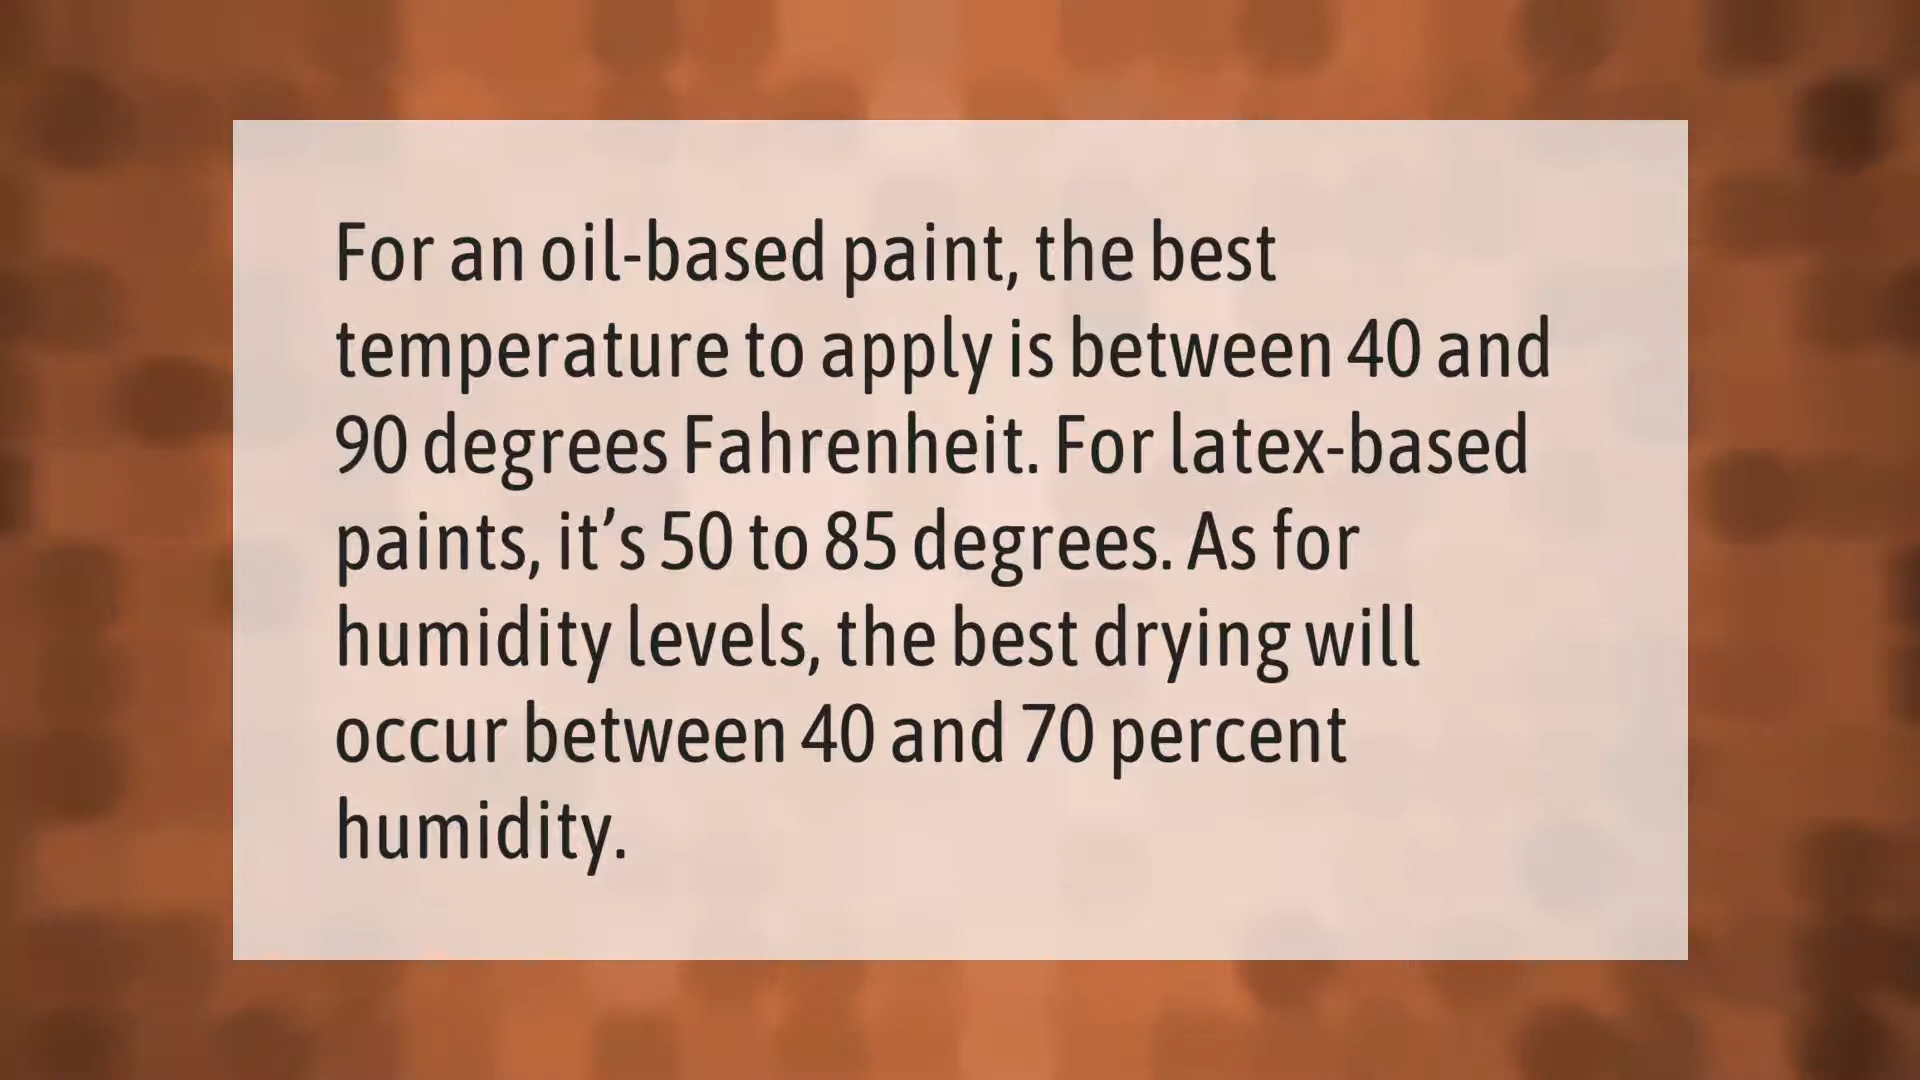 For an oil-based paint, the best
temperature to apply is between 40 and
90 degrees Fahrenheit. For latex-based
paints, it’s 50 to 85 degrees. As for
humidity levels, the best drying will
occur between 40 and 70 percent
humidity.